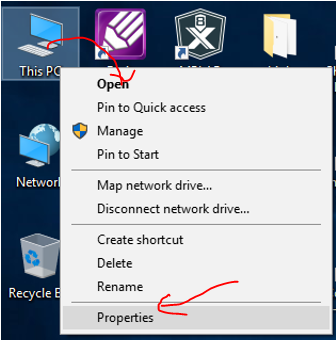 This PC
Open
Pin to Quick access
Manage
Pin to Start
Network
Map network drive...
Disconnect network drive...
Create shortcut
Delete
Rename
Recycle B
Properties